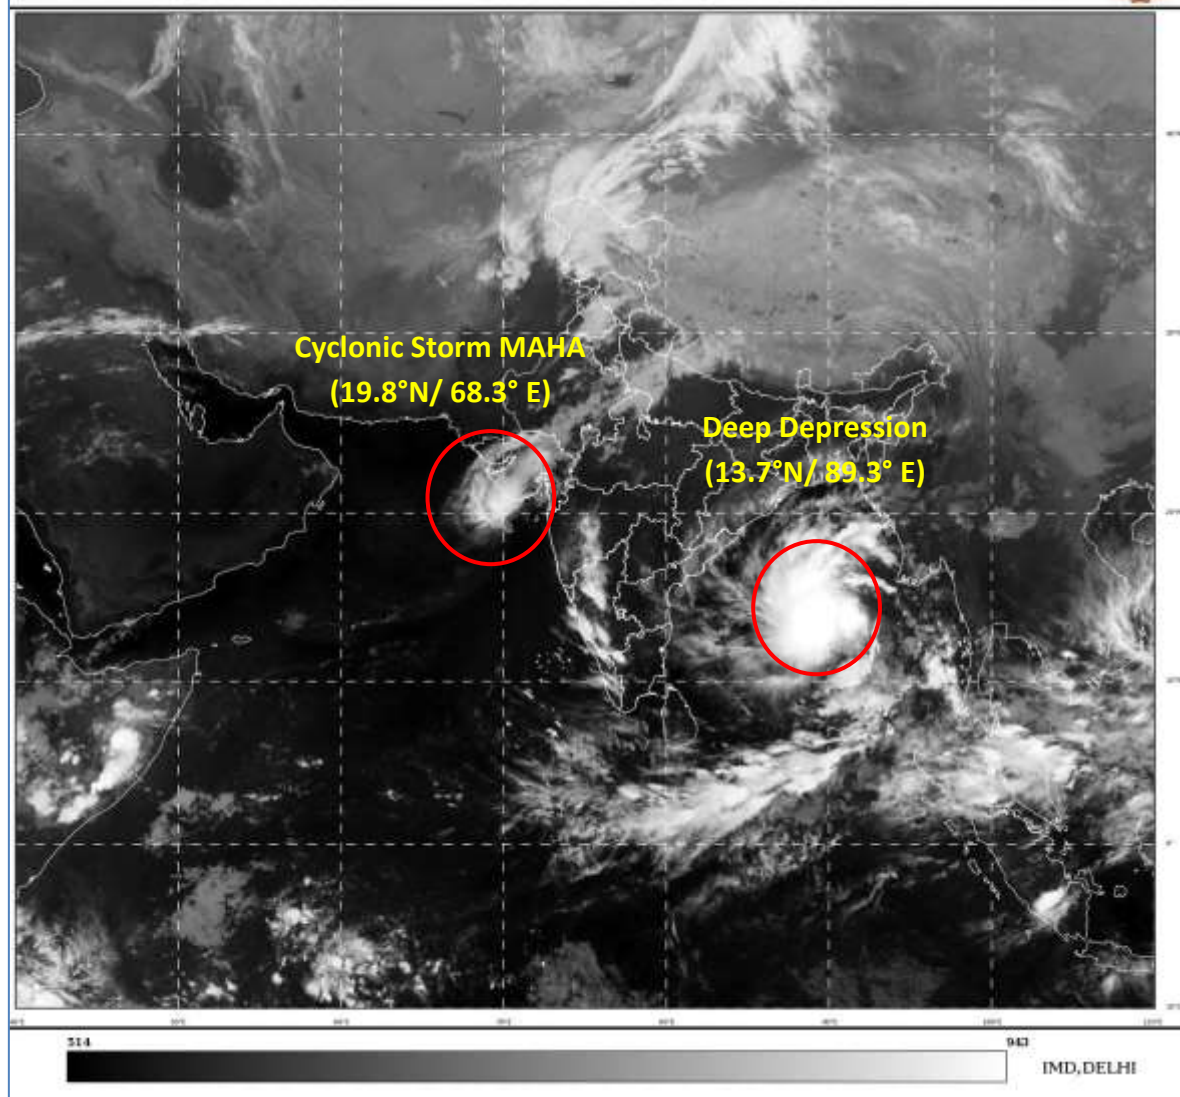 Cyclonic Storm MAHA
(19.8°N/ 68.3° E)
Deep Depression
(13.7°N/ 89.3° E)
314 943
IMD,DELHI